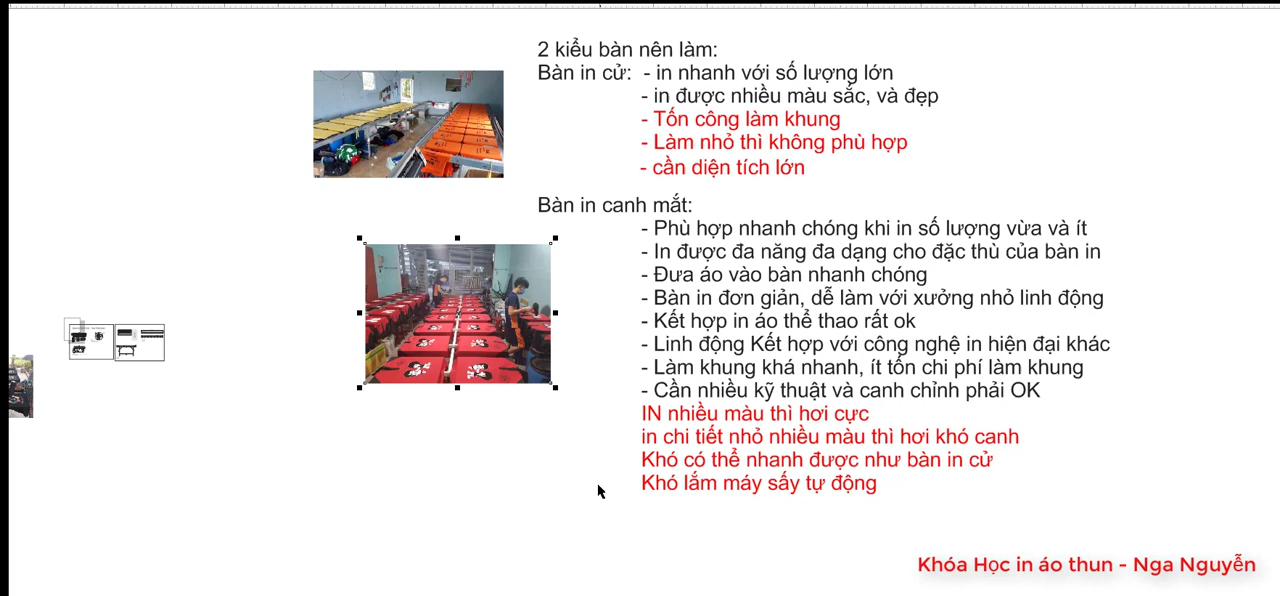 2 kiểu bàn nên làm:
Bàn in cử: - in nhanh với số lượng lớn
- in được nhiều màu sắc, và đẹp
- Tốn công làm khung
- Làm nhỏ thì không phù hợp
- cần diện tích lớn
Bàn in canh mắt:
- Phù hợp nhanh chóng khi in số lượng vừa và ít
- In được đa năng đa dạng cho đặc thù của bàn in
- Đưa áo vào bàn nhanh chóng
- Bàn in đơn giản, dễ làm với xưởng nhỏ linh động
- Kết hợp in áo thể thao rất ok
- Linh động Kết hợp với công nghệ in hiện đại khác
- Làm khung khá nhanh, ít tốn chi phí làm khung
- Cần nhiều kỹ thuật và canh chỉnh phải OK
IN nhiều màu thì hơi cực
in chi tiết nhỏ nhiều màu thì hơi khó canh
Khó có thể nhanh được như bàn in cử
Khó lắm máy sấy tự động
Khóa Học in áo thun - Nga Nguyễn